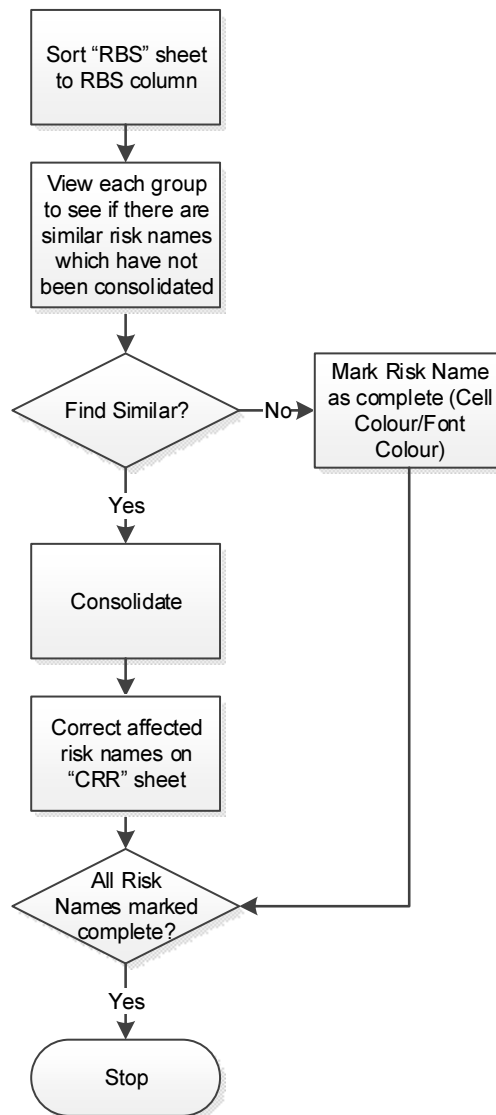 Sort “RBS” sheet
to RBS column
View each group
to see if there are
similar risk names
which have not
been consolidated
Find Similar?
No
Mark Risk Name
as complete (Cell
Colour/Font
Colour)
Yes
Consolidate
Correct affected
risk names on
“CRR” sheet
All Risk
Names marked
complete?
Yes
Stop